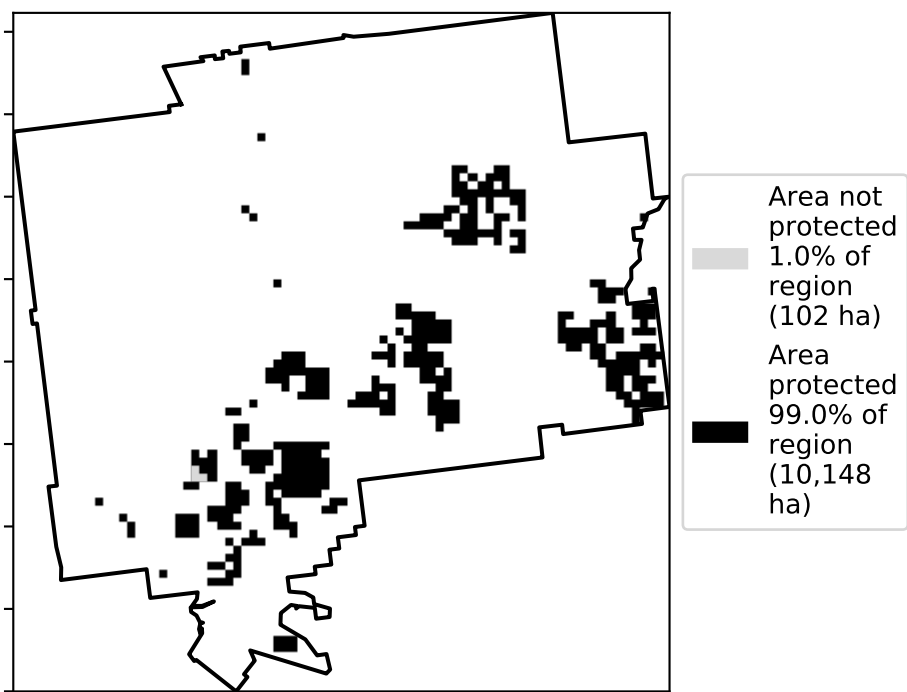 Area not
protected
1.0% of
region
(102 ha)
Area
protected
99.0% of
region
(10,148
ha)